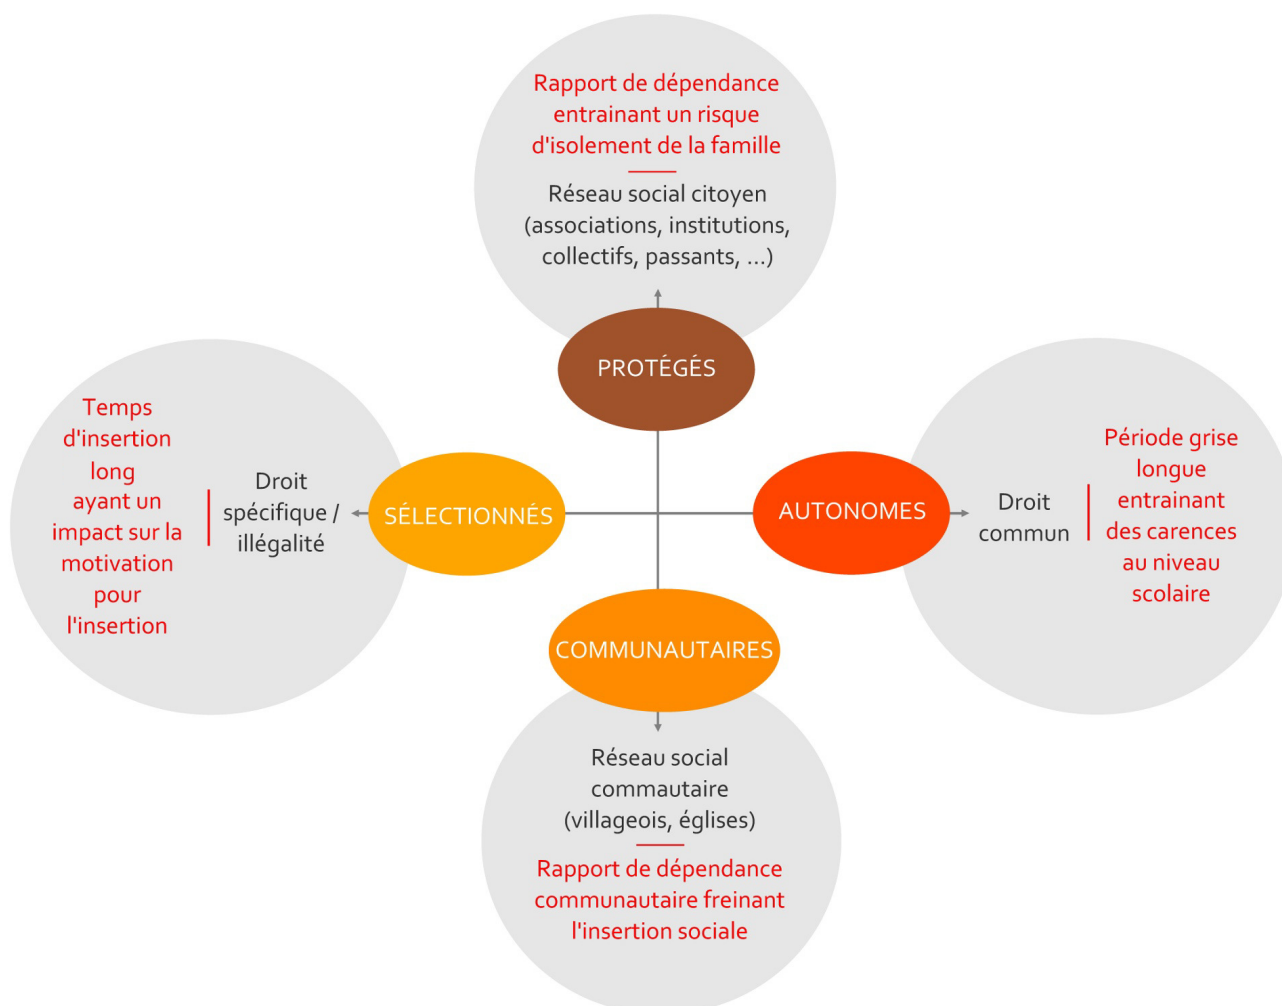 Rapport de dépendance
entrainant un risque
d'isolement de la famille
Réseau social citoyen
(associations, institutions,
collectifs, passants, ...)
PROTÉGÉS
Temps
d'insertion
long
ayant un
impact sur la
motivation
pour
l'insertion
Droit
spécifique /
illégalité
SÉLECTIONNÉS
AUTONOMES
Droit
commun
Période grise
longue
entrainant
des carences
au niveau
scolaire
COMMUNAUTAIRES
Réseau social
commautaire
(villageois, églises)
Rapport de dépendance
communautaire freinant
l'insertion sociale